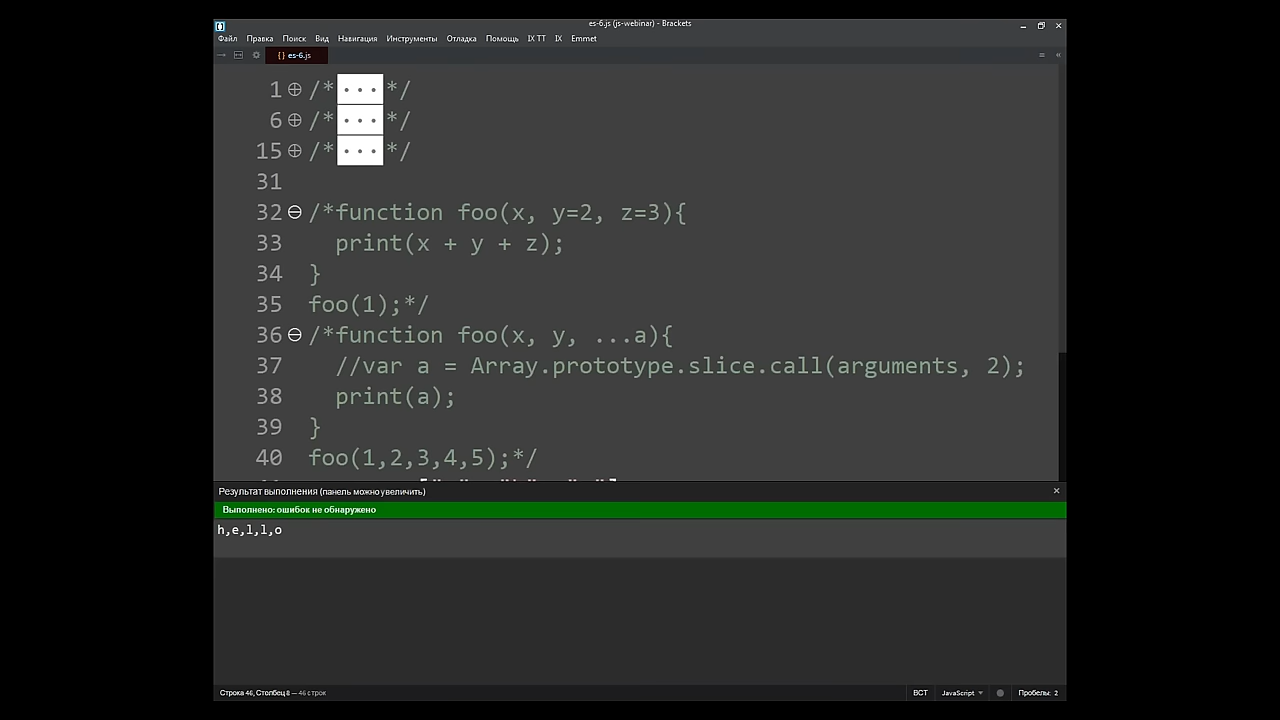 es-6.js (js-webinar) - Brackets
Файл Правка Поиск Вид Навигация Инструменты Отладка Помощь IX TT IX Emmet
{} es-6.js
1 /*...*/
6 /*...*/
15 /*...*/
31
32 /*function foo(x, y=2, z=3){
33 print(x + y + z);
34 }
35 foo(1);*/
36 /*function foo(x, y, ...a){
37 //var a = Array.prototype.slice.call(arguments, 2);
38 print(a);
39 }
40 foo(1,2,3,4,5);*/
Результат выполнения (панель можно увеличить)
Выполнено: ошибок не обнаружено
h,e,l,l,o
Строка 46, Столбец 8 — 46 строк ВСТ JavaScript Пробелы: 2